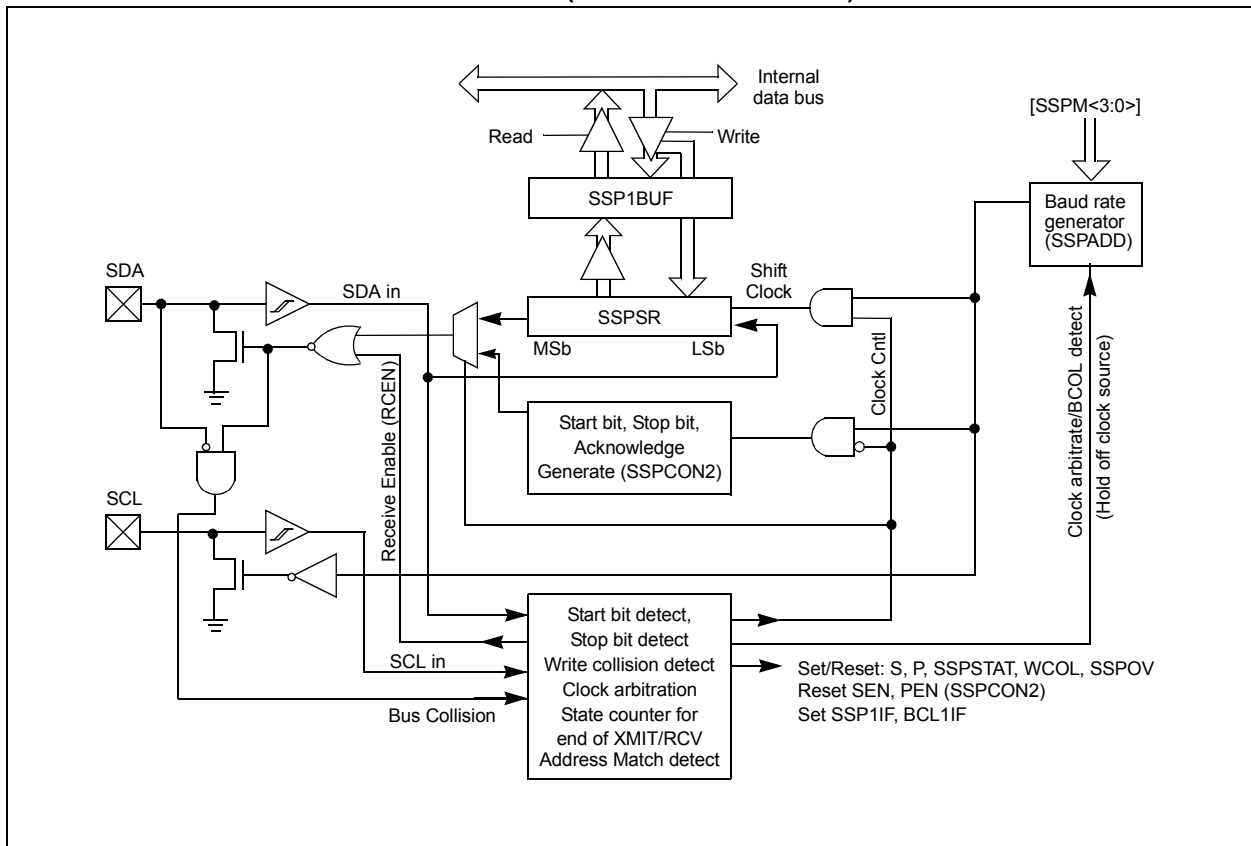 Internal
data bus
[SSPM<3:0>]
Read
Write
SSP1BUF
Baud rate
generator
(SSPADD)
SDA
SDA in
Shift
Clock
SSPSR
MSb
LSb
Receive Enable (RCEN)
Clock Cntl
Clock arbitrate/BCOL detect
(Hold off clock source)
Start bit, Stop bit,
Acknowledge
Generate (SSPCON2)
SCL
SCL in
Bus Collision
Start bit detect,
Stop bit detect
Write collision detect
Clock arbitration
State counter for
end of XMIT/RCV
Address Match detect
Set/Reset: S, P, SSPSTAT, WCOL, SSPOV
Reset SEN, PEN (SSPCON2)
Set SSP1IF, BCL1IF